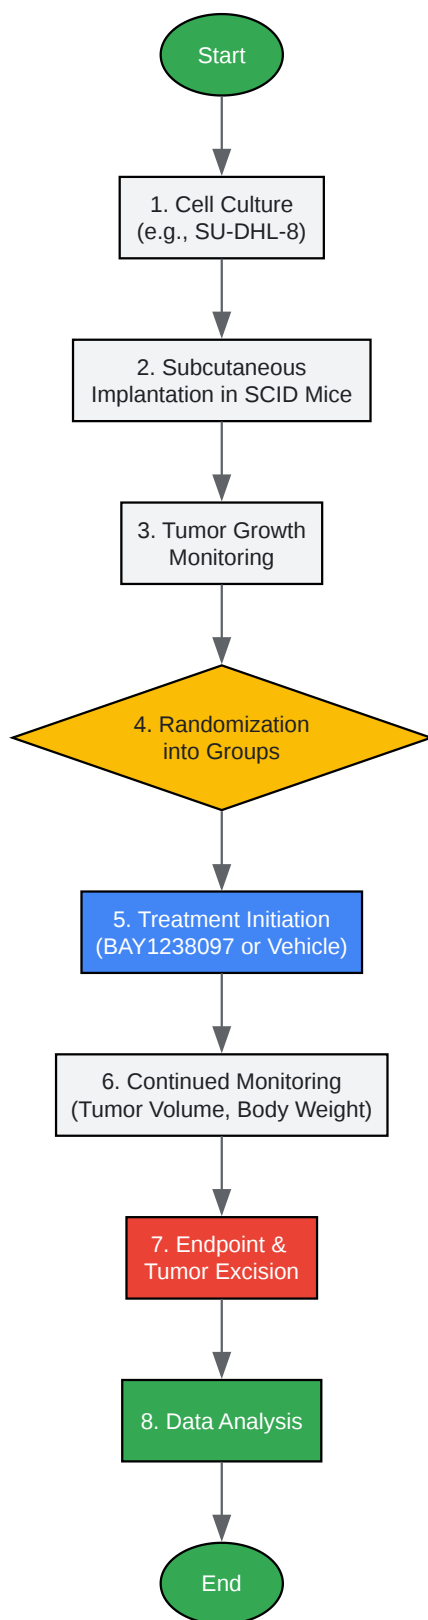 Start
1. Cell Culture
(e.g., SU-DHL-8)
2. Subcutaneous
Implantation in SCID Mice
3. Tumor Growth
Monitoring
4. Randomization
into Groups
5. Treatment Initiation
(BAY1238097 or Vehicle)
6. Continued Monitoring
(Tumor Volume, Body Weight)
7. Endpoint &
Tumor Excision
8. Data Analysis
End